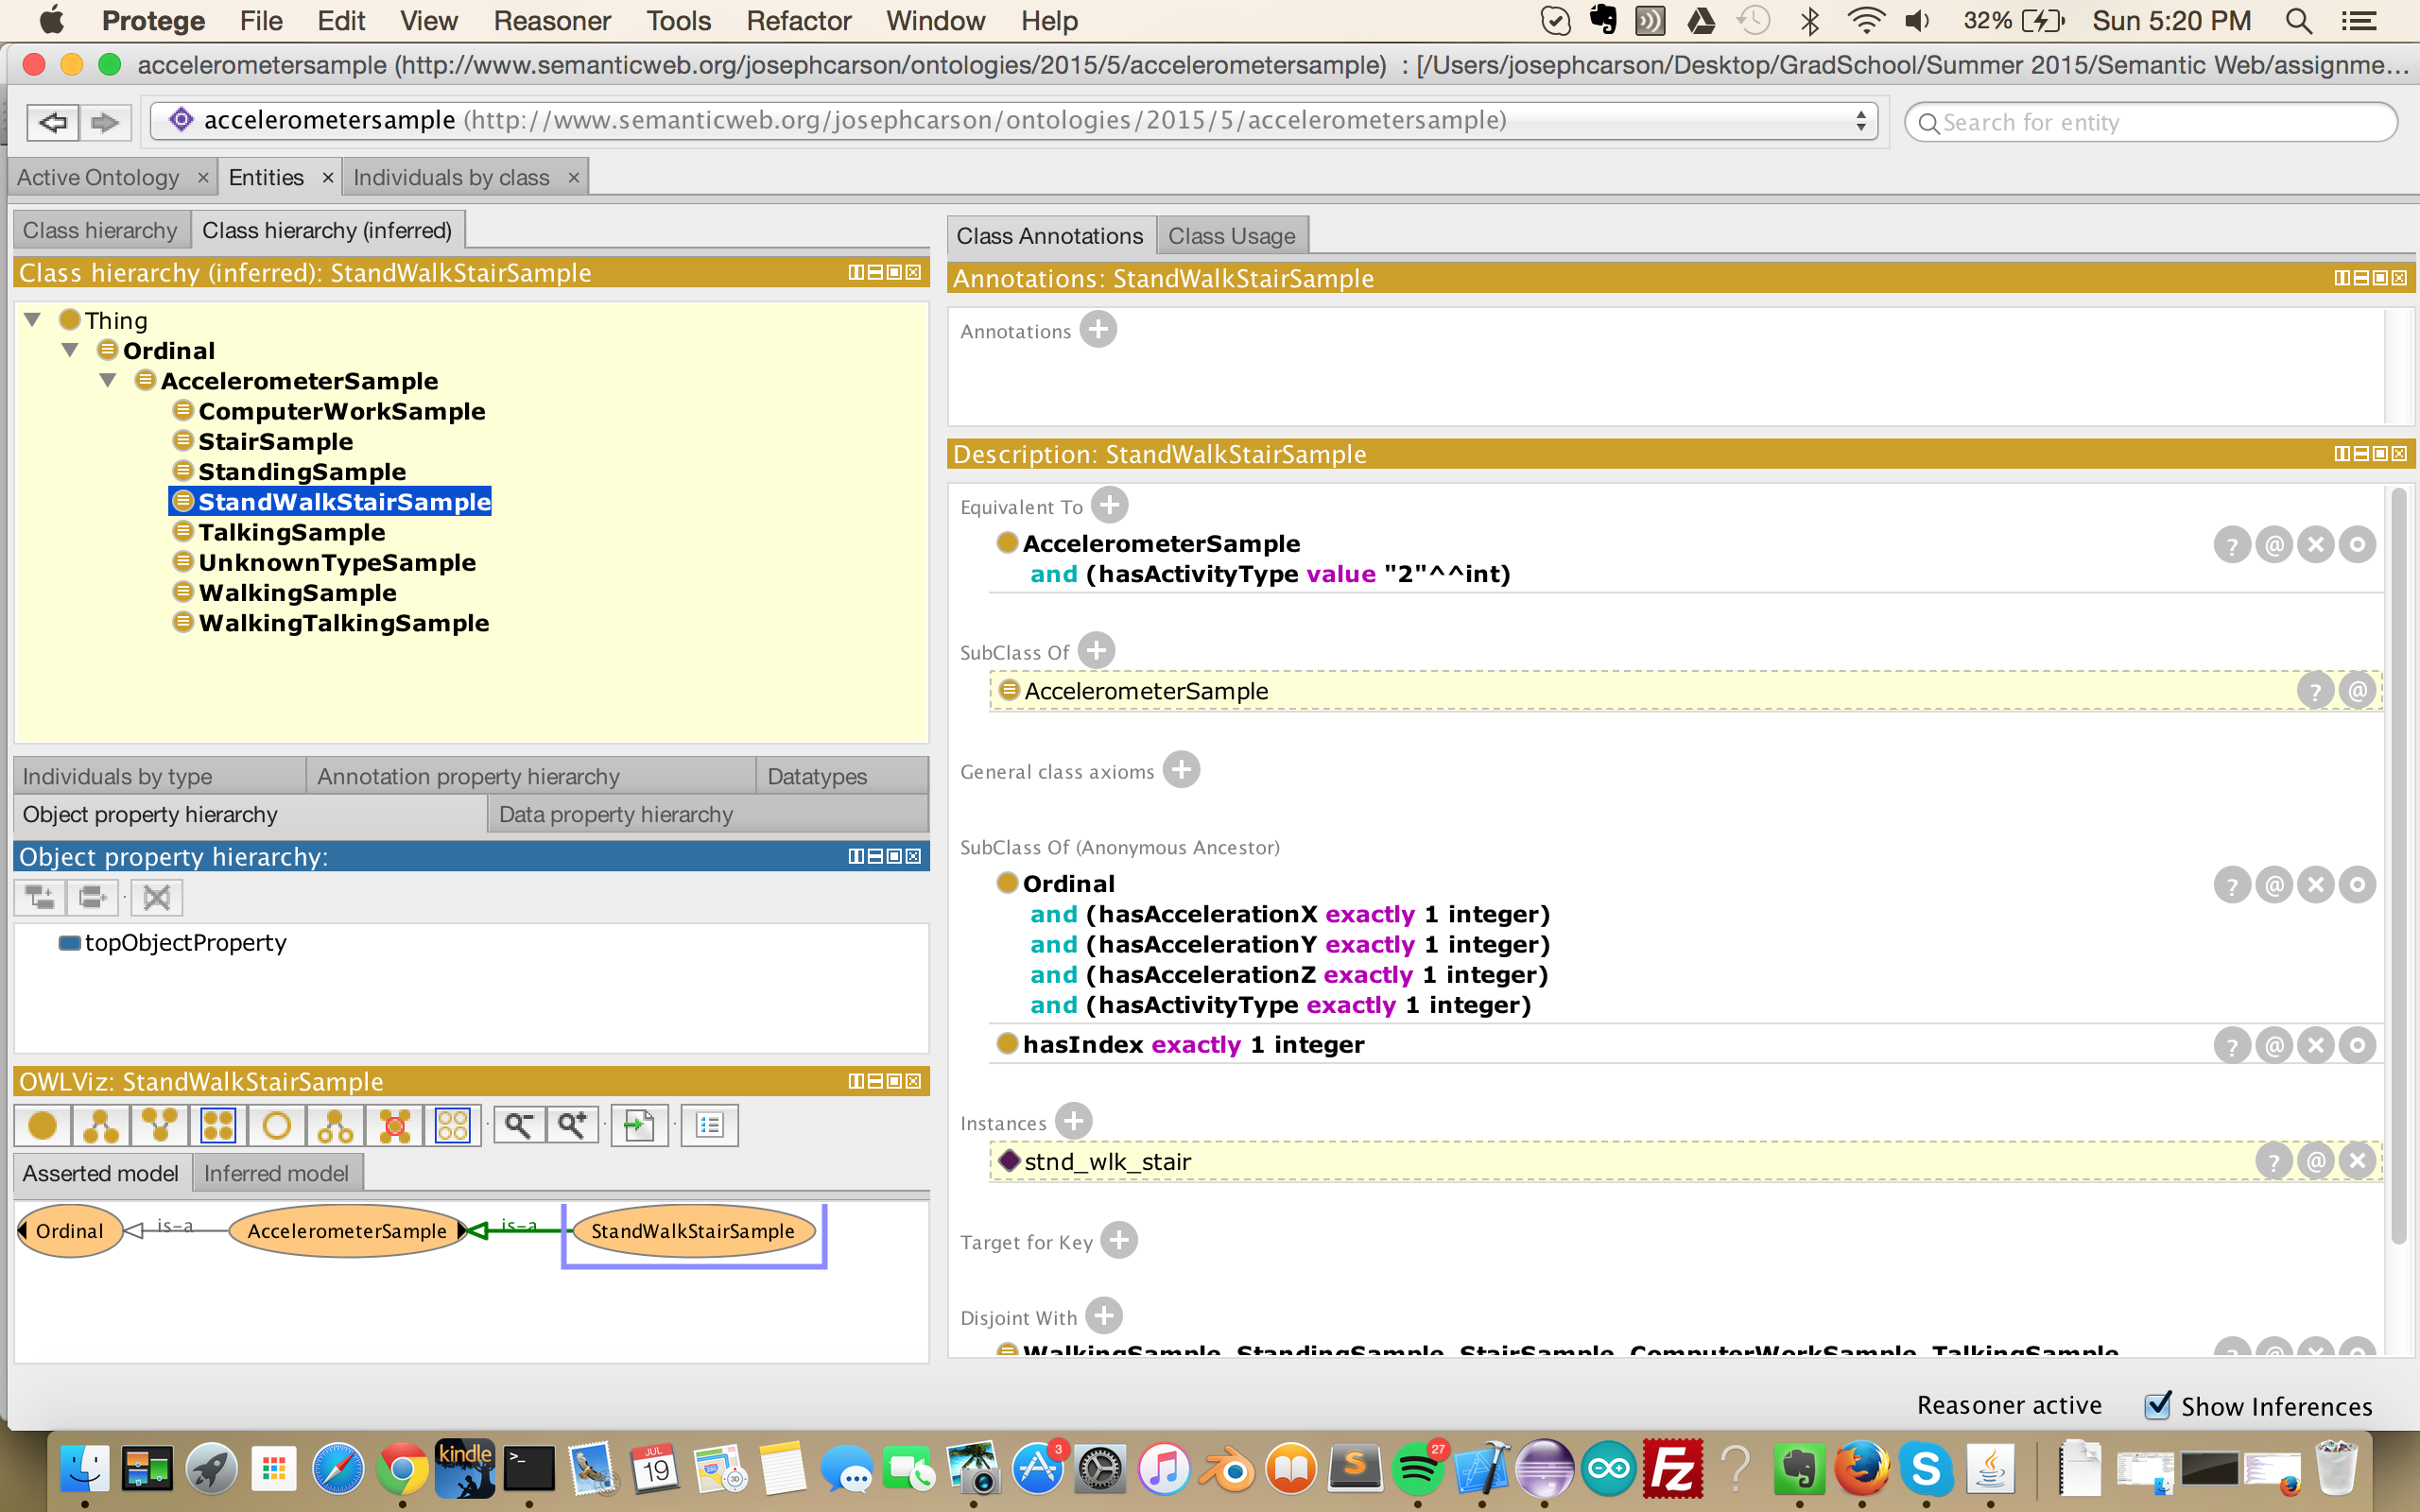 Protege File Edit View Reasoner Tools Refactor Window Help 32% Sun 5:20 PM
accelerometersample (http://www.semanticweb.org/josephcarson/ontologies/2015/5/accelerometersample) : [/Users/josephcarson/Desktop/GradSchool/Summer 2015/Semantic Web/assignme...
accelerometersample (http://www.semanticweb.org/josephcarson/ontologies/2015/5/accelerometersample)
Search for entity
Active Ontology × Entities × Individuals by class ×
Class hierarchy Class hierarchy (inferred)
Class hierarchy (inferred): StandWalkStairSample
Thing
Ordinal
AccelerometerSample
ComputerWorkSample
StairSample
StandingSample
StandWalkStairSample
TalkingSample
UnknownTypeSample
WalkingSample
WalkingTalkingSample
Individuals by type Annotation property hierarchy Datatypes
Object property hierarchy Data property hierarchy
Object property hierarchy:
topObjectProperty
OWLViz: StandWalkStairSample
Asserted model Inferred model
Ordinal is-a AccelerometerSample is-a StandWalkStairSample
Class Annotations Class Usage
Annotations: StandWalkStairSample
Annotations
Description: StandWalkStairSample
Equivalent To
AccelerometerSample
and (hasActivityType value "2"^^int)
SubClass Of
AccelerometerSample
General class axioms
SubClass Of (Anonymous Ancestor)
Ordinal
and (hasAccelerationX exactly 1 integer)
and (hasAccelerationY exactly 1 integer)
and (hasAccelerationZ exactly 1 integer)
and (hasActivityType exactly 1 integer)
hasIndex exactly 1 integer
Instances
stnd_wlk_stair
Target for Key
Disjoint With
WalkingSample, StandingSample, StairSample, ComputerWorkSample, TalkingSample
Reasoner active Show Inferences
kindle JUL 19 3 27